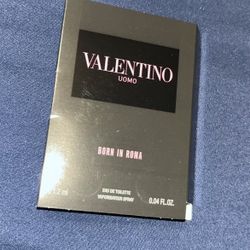 VALENTINO
UOMO
BORN IN ROMA
EAU DE TOILETTE
VAPORISATEUR SPRAY
0.04 FL.OZ.